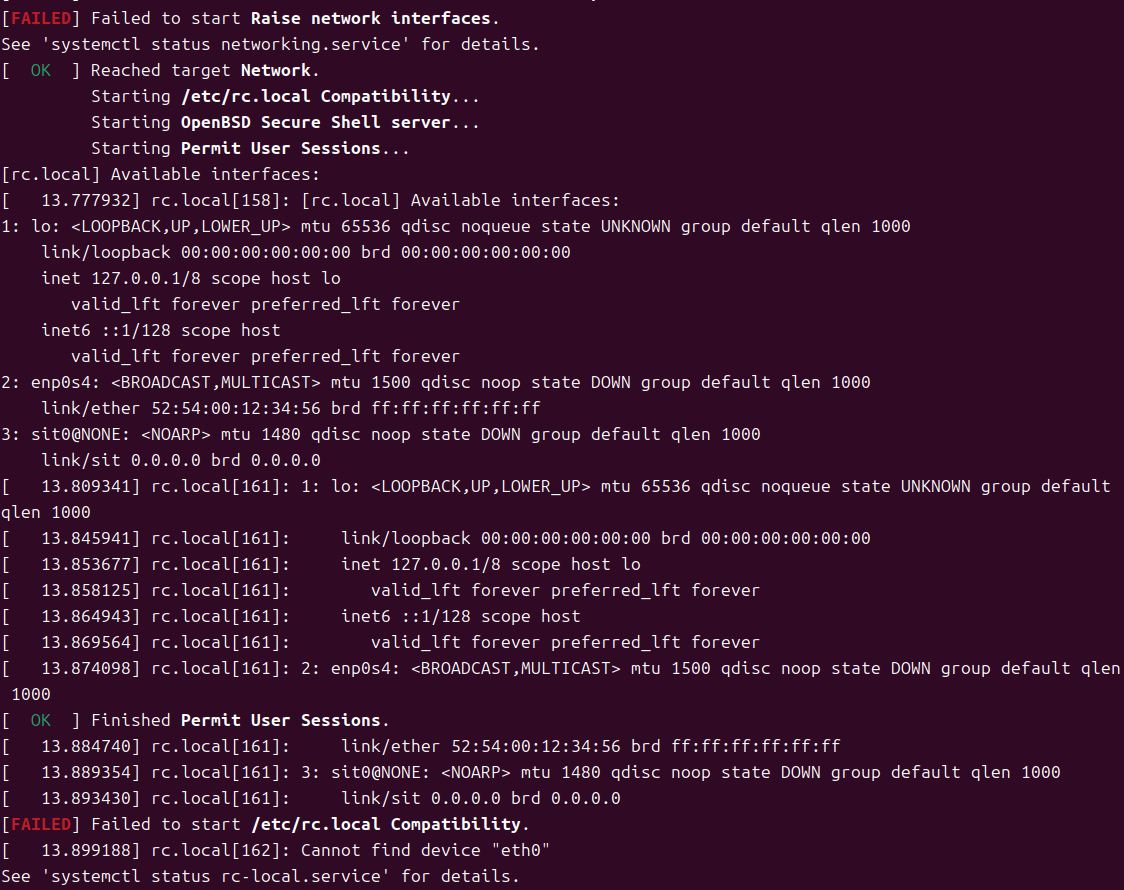 [FAILED] Failed to start Raise network interfaces.
See 'systemctl status networking.service' for details.
[  OK  ] Reached target Network.
         Starting /etc/rc.local Compatibility...
         Starting OpenBSD Secure Shell server...
         Starting Permit User Sessions...
[rc.local] Available interfaces:
[   13.777932] rc.local[158]: [rc.local] Available interfaces:
1: lo: <LOOPBACK,UP,LOWER_UP> mtu 65536 qdisc noqueue state UNKNOWN group default qlen 1000
    link/loopback 00:00:00:00:00:00 brd 00:00:00:00:00:00
    inet 127.0.0.1/8 scope host lo
       valid_lft forever preferred_lft forever
    inet6 ::1/128 scope host
       valid_lft forever preferred_lft forever
2: enp0s4: <BROADCAST,MULTICAST> mtu 1500 qdisc noop state DOWN group default qlen 1000
    link/ether 52:54:00:12:34:56 brd ff:ff:ff:ff:ff:ff
3: sit0@NONE: <NOARP> mtu 1480 qdisc noop state DOWN group default qlen 1000
    link/sit 0.0.0.0 brd 0.0.0.0
[   13.809341] rc.local[161]: 1: lo: <LOOPBACK,UP,LOWER_UP> mtu 65536 qdisc noqueue state UNKNOWN group default
qlen 1000
[   13.845941] rc.local[161]:     link/loopback 00:00:00:00:00:00 brd 00:00:00:00:00:00
[   13.853677] rc.local[161]:     inet 127.0.0.1/8 scope host lo
[   13.858125] rc.local[161]:        valid_lft forever preferred_lft forever
[   13.864943] rc.local[161]:     inet6 ::1/128 scope host
[   13.869564] rc.local[161]:        valid_lft forever preferred_lft forever
[   13.874098] rc.local[161]: 2: enp0s4: <BROADCAST,MULTICAST> mtu 1500 qdisc noop state DOWN group default qlen
 1000
[  OK  ] Finished Permit User Sessions.
[   13.884740] rc.local[161]:     link/ether 52:54:00:12:34:56 brd ff:ff:ff:ff:ff:ff
[   13.889354] rc.local[161]: 3: sit0@NONE: <NOARP> mtu 1480 qdisc noop state DOWN group default qlen 1000
[   13.893430] rc.local[161]:     link/sit 0.0.0.0 brd 0.0.0.0
[FAILED] Failed to start /etc/rc.local Compatibility.
[   13.899188] rc.local[162]: Cannot find device "eth0"
See 'systemctl status rc-local.service' for details.